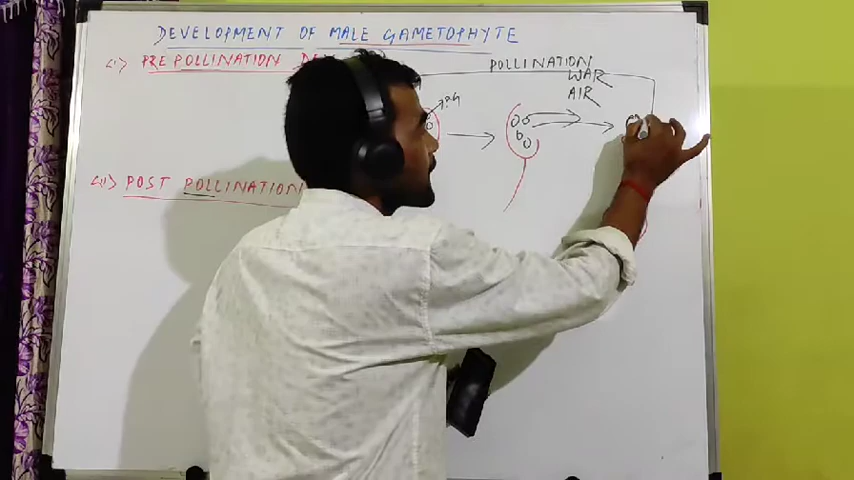 DEVELOPMENT OF MALE GAMETOPHYTE
(I) PRE POLLINATION
POLLINATION
WAR
AIR
(II) POST POLLINATION